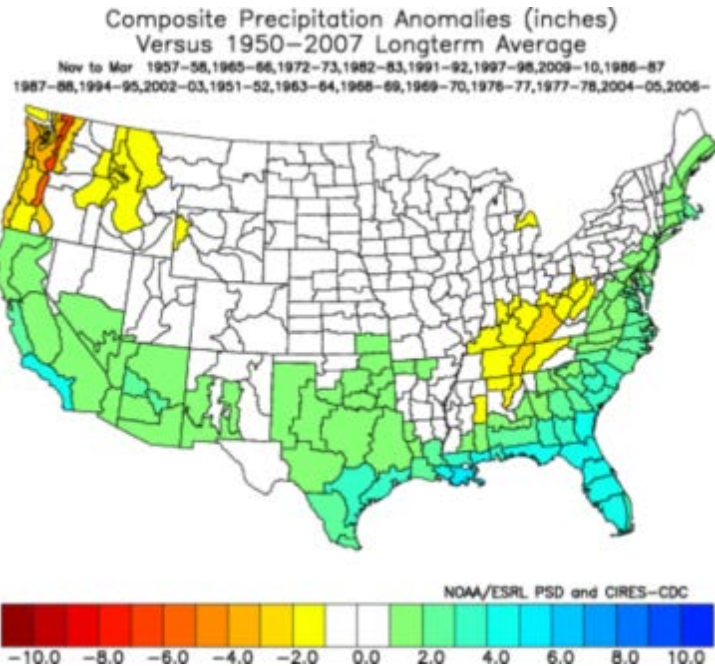 Composite Precipitation Anomalies (inches)
Versus 1950–2007 Longterm Average
Nov to Mar 1957–58,1965–66,1972–73,1982–83,1991–92,1997–98,2009–10,1986–87
1987–88,1994–95,2002–03,1951–52,1963–64,1968–69,1969–70,1976–77,1977–78,2004–05,2006–
NOAA/ESRL PSD and CIRES–CDC
−10.0 −8.0 −6.0 −4.0 −2.0 0.0 2.0 4.0 6.0 8.0 10.0